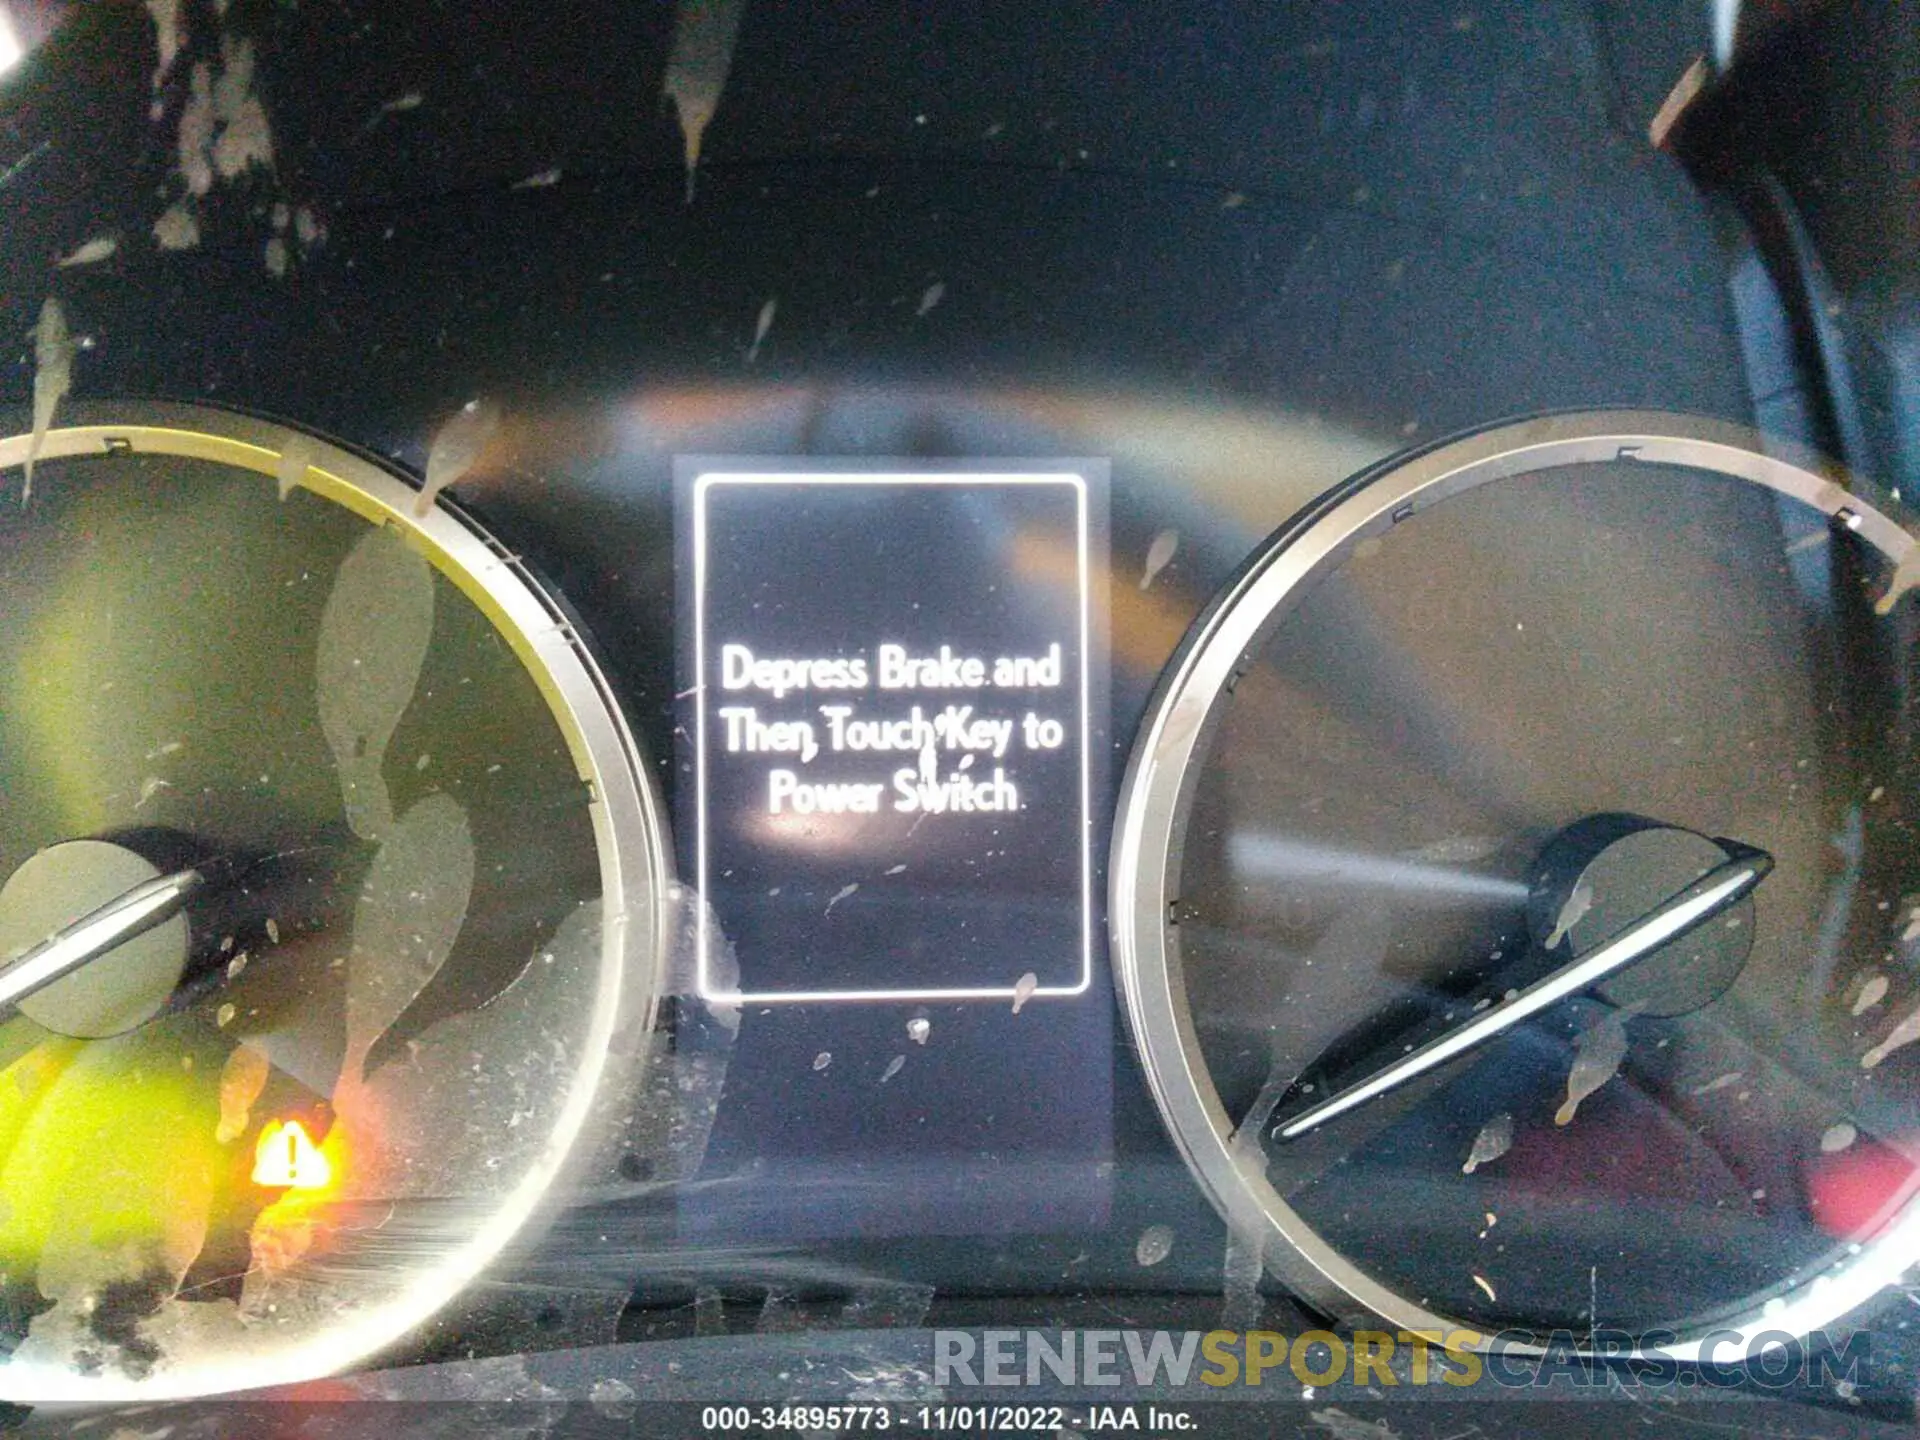 Depress Brake and
Then, Touch Key to
Power Switch
RENEWSPORTSCARS.COM
000-34895773 - 11/01/2022 - IAA Inc.